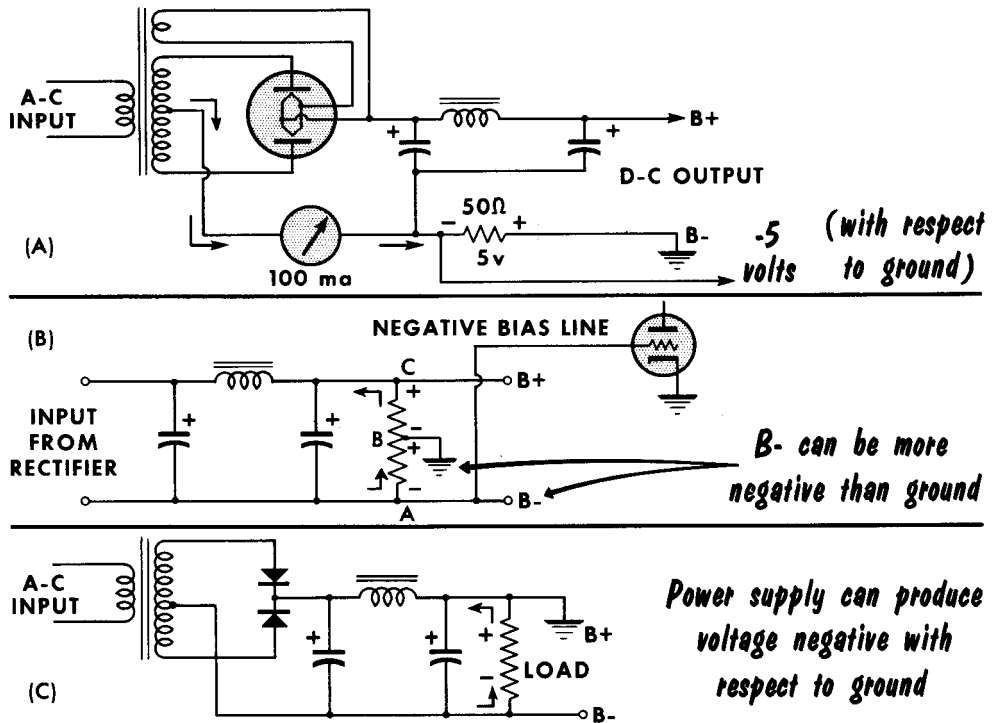 A-C
INPUT
+
+
B+
D-C OUTPUT
50Ω
- +
5v
B-
100 ma
(A)
-5 (with respect
volts to ground)
(B)
NEGATIVE BIAS LINE
C
B+
+
-
B
+
-
A
B-
+
+
INPUT
FROM
RECTIFIER
B- can be more
negative than ground
A-C
INPUT
+
+
+
-
LOAD
B+
B-
(C)
Power supply can produce
voltage negative with
respect to ground